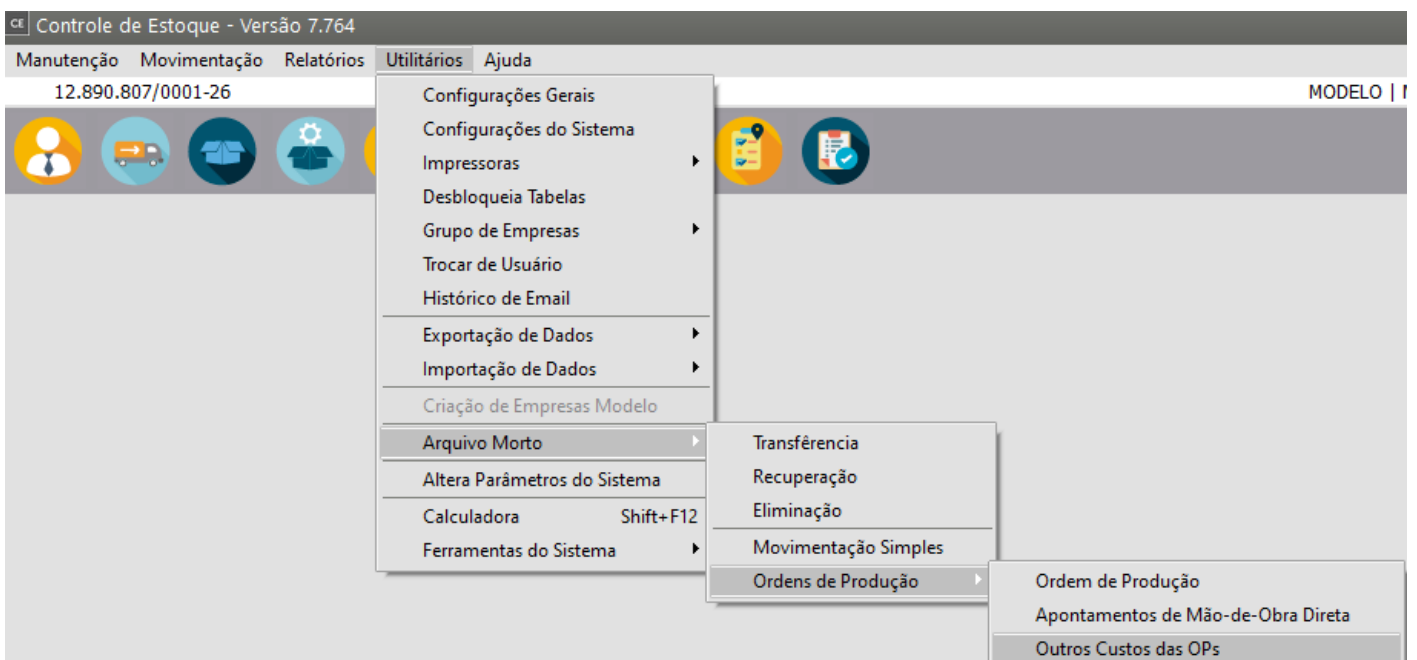 CE Controle de Estoque - Versão 7.764
Manutenção Movimentação Relatórios Utilitários Ajuda
12.890.807/0001-26 MODELO |
Configurações Gerais
Configurações do Sistema
Impressoras
Desbloqueia Tabelas
Grupo de Empresas
Trocar de Usuário
Histórico de Email
Exportação de Dados
Importação de Dados
Criação de Empresas Modelo
Arquivo Morto
Altera Parâmetros do Sistema
Calculadora Shift+F12
Ferramentas do Sistema
Transfêrencia
Recuperação
Eliminação
Movimentação Simples
Ordens de Produção
Ordem de Produção
Apontamentos de Mão-de-Obra Direta
Outros Custos das OPs